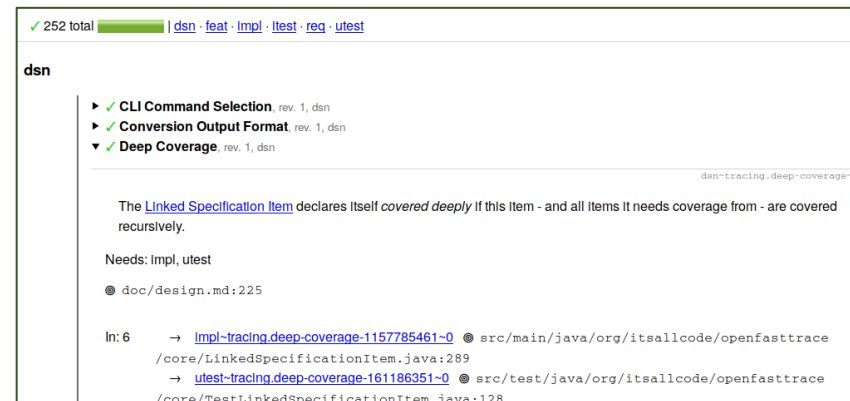 ✓ 252 total | dsn · feat · impl · itest · req · utest
dsn
► ✓ CLI Command Selection, rev. 1, dsn
► ✓ Conversion Output Format, rev. 1, dsn
▼ ✓ Deep Coverage, rev. 1, dsn
dsn~tracing.deep-coverage~
The Linked Specification Item declares itself covered deeply if this item - and all items it needs coverage from - are covered
recursively.
Needs: impl, utest
doc/design.md:225
In: 6 → impl~tracing.deep-coverage-1157785461~0 src/main/java/org/itsallcode/openfasttrace
/core/LinkedSpecificationItem.java:289
→ utest~tracing.deep-coverage-161186351~0 src/test/java/org/itsallcode/openfasttrace
/core/TestLinkedSpecificationItem.java:128